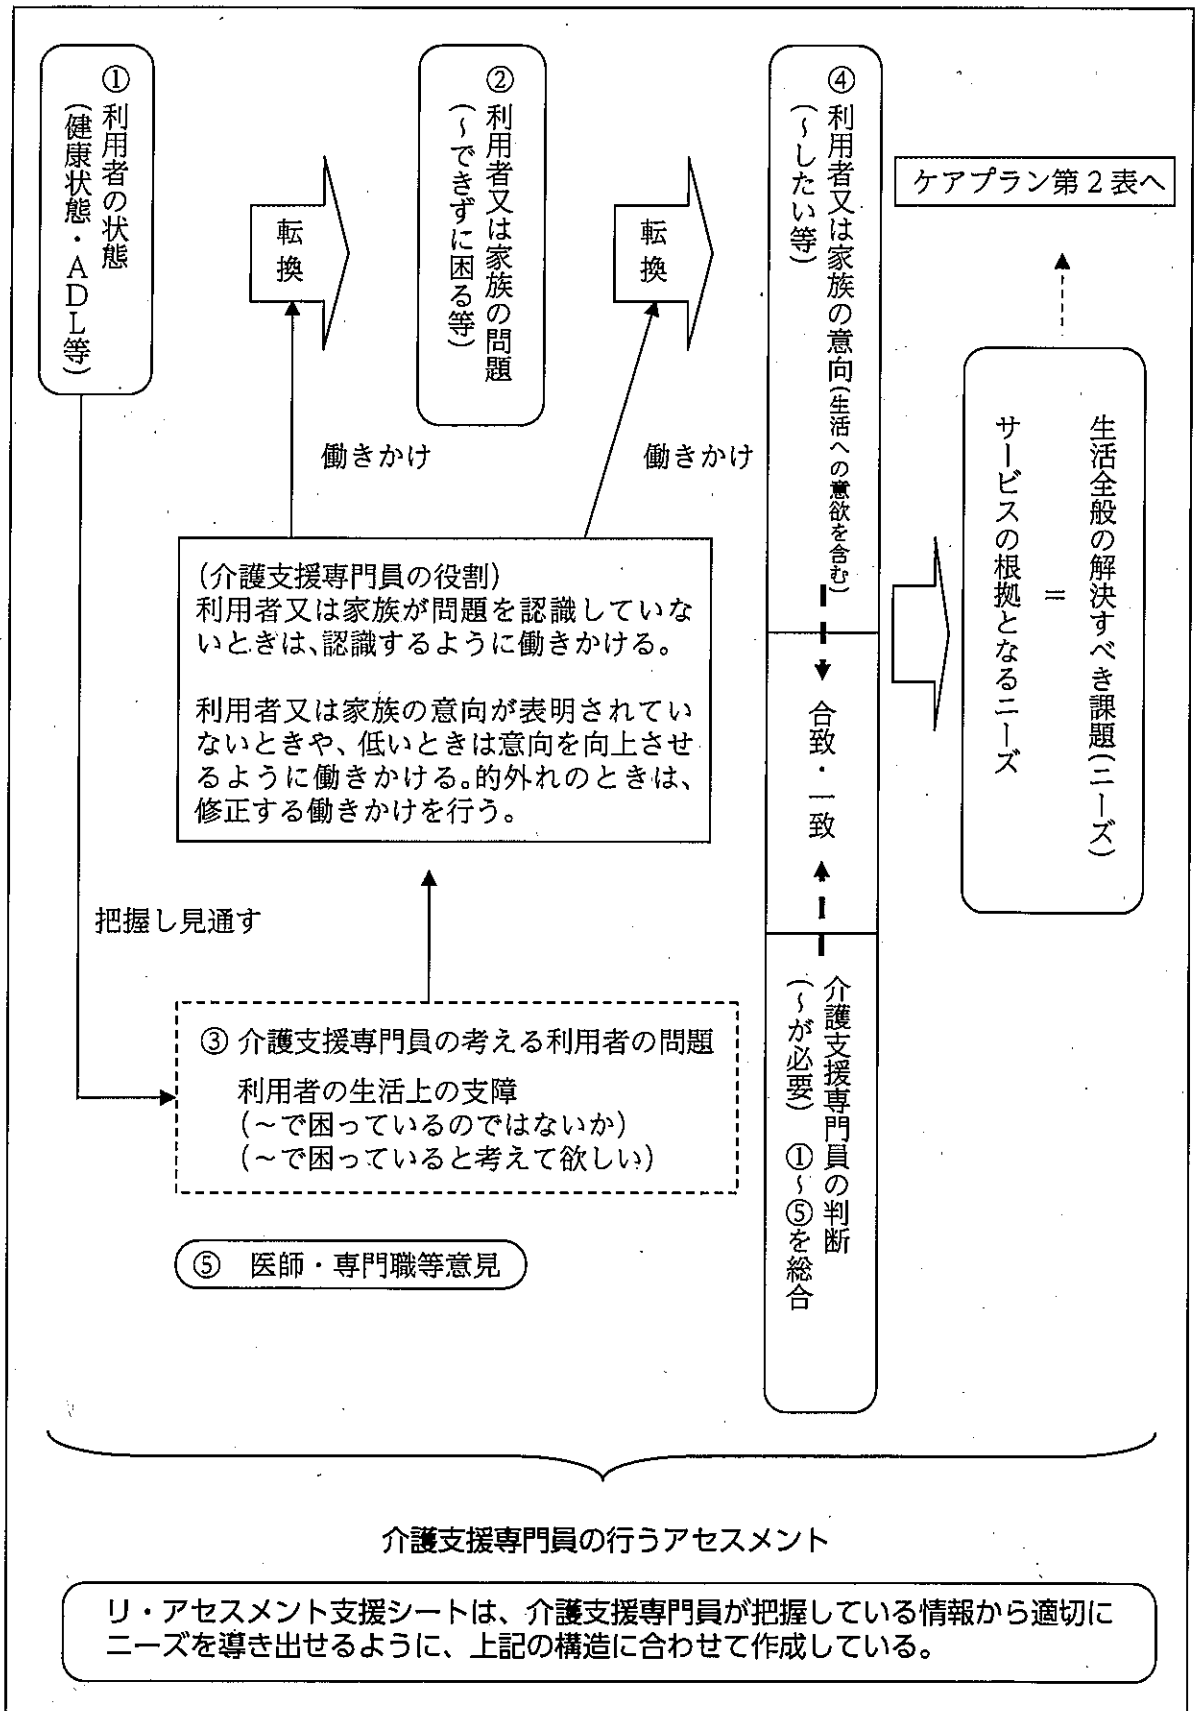 ①利用者の状態
(健康状態・ADL等)
転
換
②利用者又は家族の問題
(～できずに困る等)
転
換
④利用者又は家族の意向(生活への意欲を含む)
(～したい等)
ケアプラン第2表へ
働きかけ
働きかけ
生活全般の解決すべき課題(ニーズ)
＝
サービスの根拠となるニーズ
(介護支援専門員の役割)
利用者又は家族が問題を認識していな
いときは、認識するように働きかける。
利用者又は家族の意向が表明されてい
ないときや、低いときは意向を向上させ
るように働きかける。的外れのときは、
修正する働きかけを行う。
合致・一致
把握し見通す
③ 介護支援専門員の考える利用者の問題
利用者の生活上の支障
(～で困っているのではないか)
(～で困っていると考えて欲しい)
介護支援専門員の判断
(～が必要) ①～⑤を総合
⑤ 医師・専門職等意見
介護支援専門員の行うアセスメント
リ・アセスメント支援シートは、介護支援専門員が把握している情報から適切に
ニーズを導き出せるように、上記の構造に合わせて作成している。